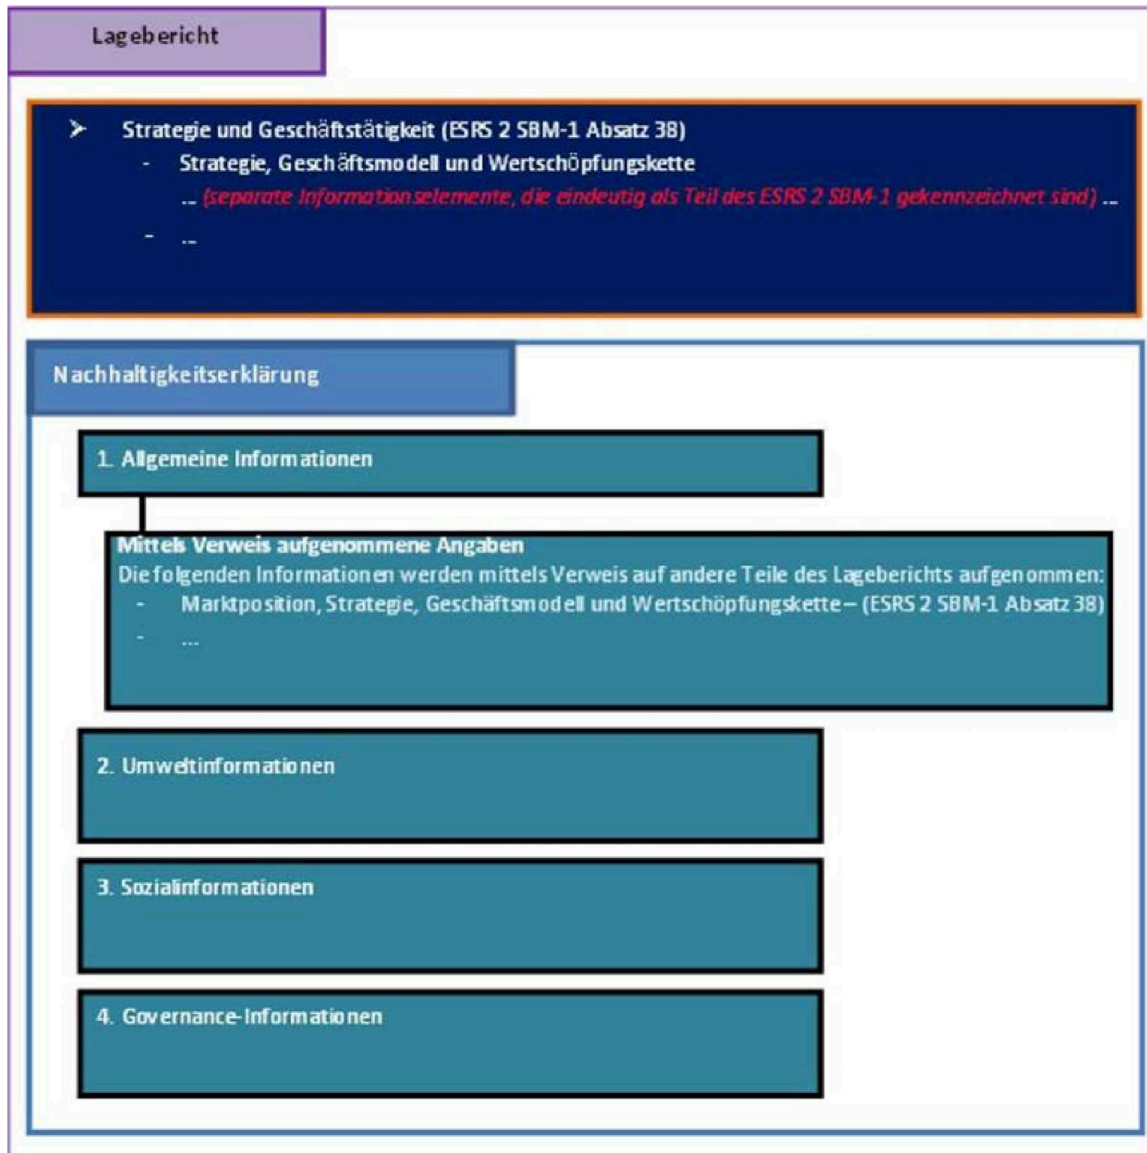 Lagebericht
➢ Strategie und Geschäftstätigkeit (ESRS 2 SBM-1 Absatz 38)
- Strategie, Geschäftsmodell und Wertschöpfungskette
... (separate Informationselemente, die eindeutig als Teil des ESRS 2 SBM-1 gekennzeichnet sind) ...
- ...
Nachhaltigkeitserklärung
1. Allgemeine Informationen
Mittels Verweis aufgenommene Angaben
Die folgenden Informationen werden mittels Verweis auf andere Teile des Lageberichts aufgenommen:
- Marktposition, Strategie, Geschäftsmodell und Wertschöpfungskette – (ESRS 2 SBM-1 Absatz 38)
- ...
2. Umweltinformationen
3. Sozialinformationen
4. Governance-Informationen